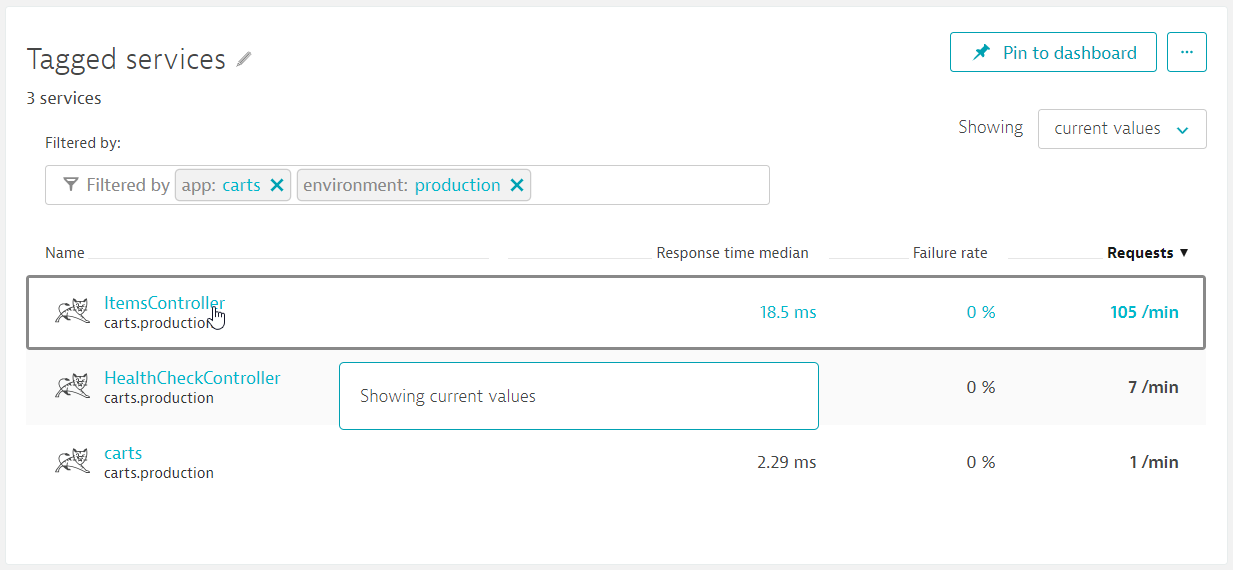 Tagged services
Pin to dashboard
...
3 services
Showing
current values
Filtered by:
Filtered by app: carts environment: production
Name Response time median Failure rate Requests ▼
ItemsController
carts.production
18.5 ms 0 % 105 /min
HealthCheckController
carts.production
Showing current values
0 % 7 /min
carts
carts.production
2.29 ms 0 % 1 /min